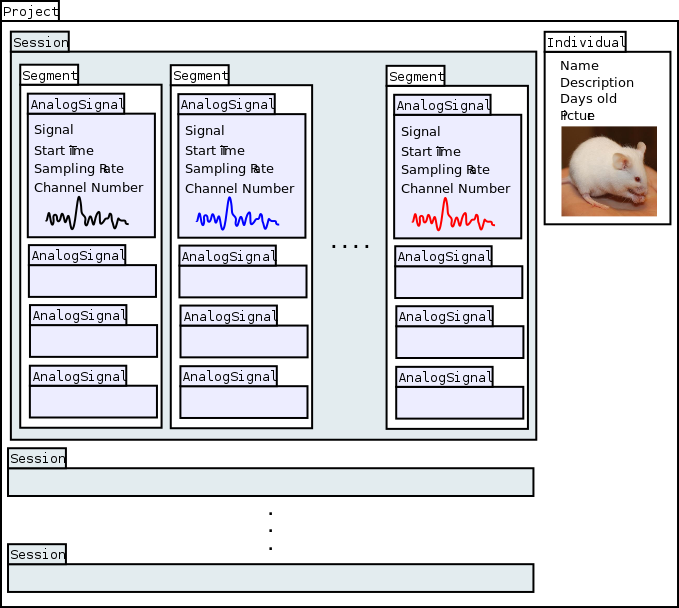 Project
Session
Segment
AnalogSignal
Signal
Start Time
Sampling Rate
Channel Number
AnalogSignal
AnalogSignal
AnalogSignal
Segment
AnalogSignal
Signal
Start Time
Sampling Rate
Channel Number
AnalogSignal
AnalogSignal
AnalogSignal
....
Segment
AnalogSignal
Signal
Start Time
Sampling Rate
Channel Number
AnalogSignal
AnalogSignal
AnalogSignal
Individual
Name
Description
Days old
Picture
Session
.
.
.
Session